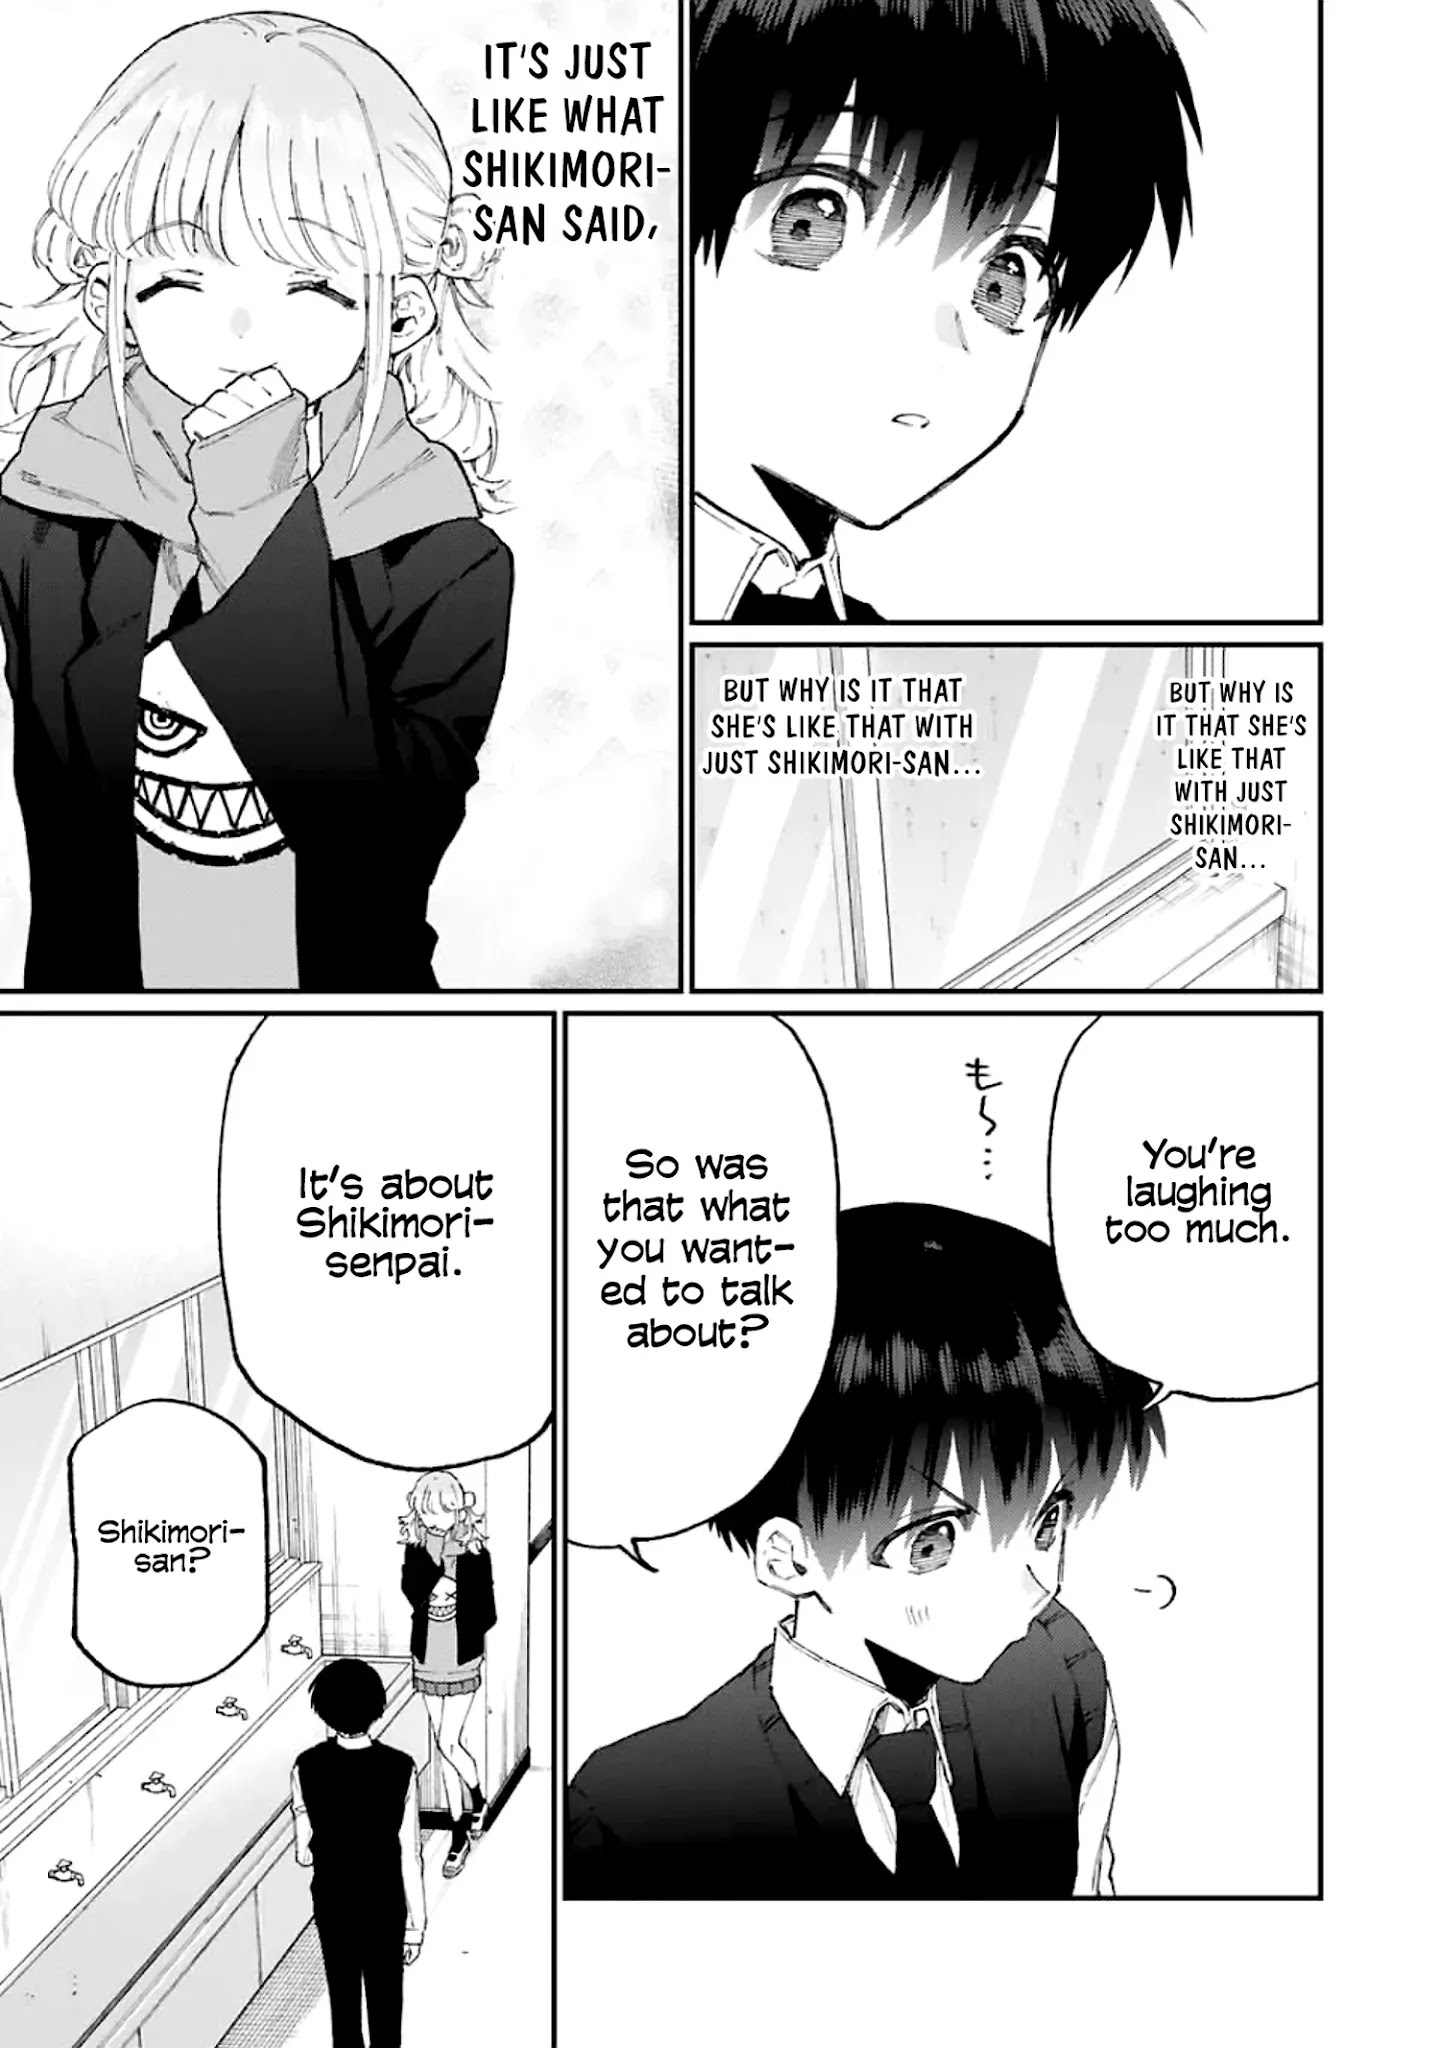 IT'S JUST
LIKE WHAT
SHIKIMORI-
SAN SAID,
BUT WHY IS
IT THAT SHE'S
LIKE THAT
WITH JUST
SHIKIMORI-
SAN...
BUT WHY IS IT THAT
SHE'S LIKE THAT WITH
JUST SHIKIMORI-SAN...
You're
laughing
too much.
も～…
So was
that what
you want-
ed to talk
about?
It's about
Shikimori-
senpai.
Shikimori-
san?